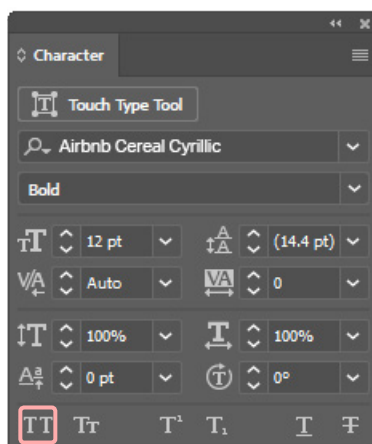 Character
Touch Type Tool
Airbnb Cereal Cyrillic
Bold
12 pt (14.4 pt)
Auto 0
100% 100%
0 pt 0°